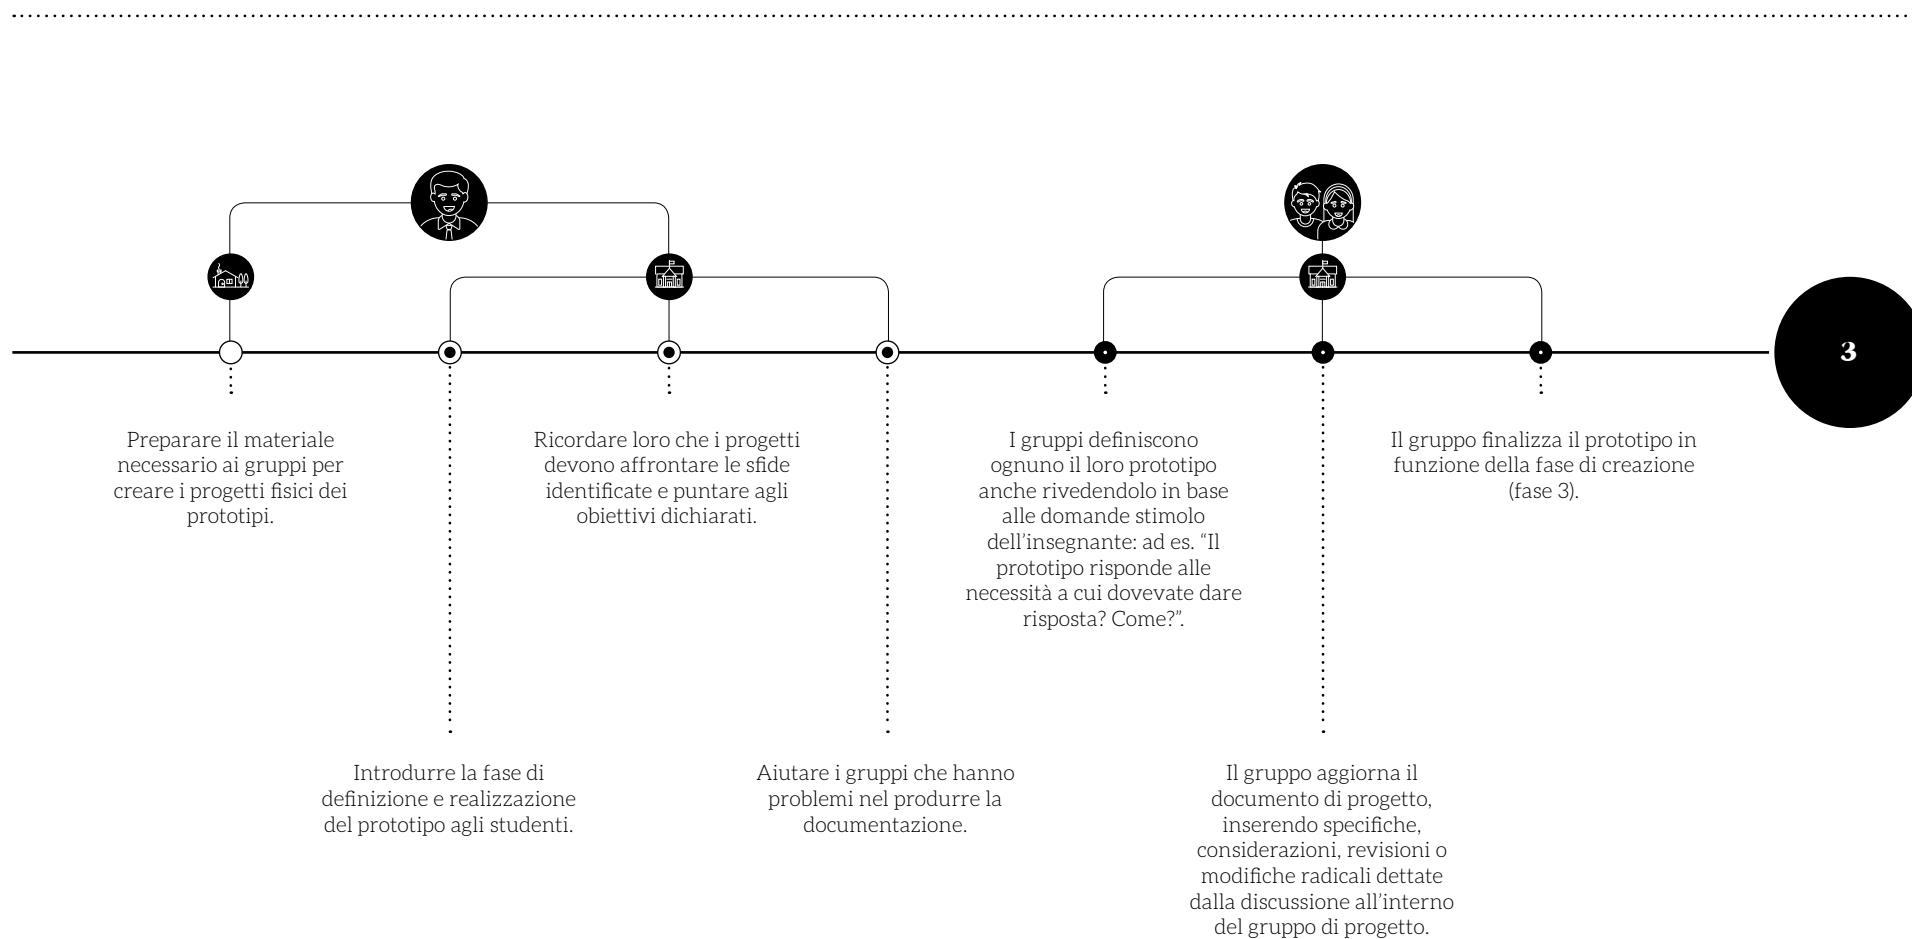 3
Preparare il materiale
necessario ai gruppi per
creare i progetti fisici dei
prototipi.
Introdurre la fase di
definizione e realizzazione
del prototipo agli studenti.
Ricordare loro che i progetti
devono affrontare le sfide
identificate e puntare agli
obiettivi dichiarati.
Aiutare i gruppi che hanno
problemi nel produrre la
documentazione.
I gruppi definiscono
ognuno il loro prototipo
anche rivedendolo in base
alle domande stimolo
dell’insegnante: ad es. “Il
prototipo risponde alle
necessità a cui dovevate dare
risposta? Come?”.
Il gruppo aggiorna il
documento di progetto,
inserendo specifiche,
considerazioni, revisioni o
modifiche radicali dettate
dalla discussione all’interno
del gruppo di progetto.
Il gruppo finalizza il prototipo in
funzione della fase di creazione
(fase 3).